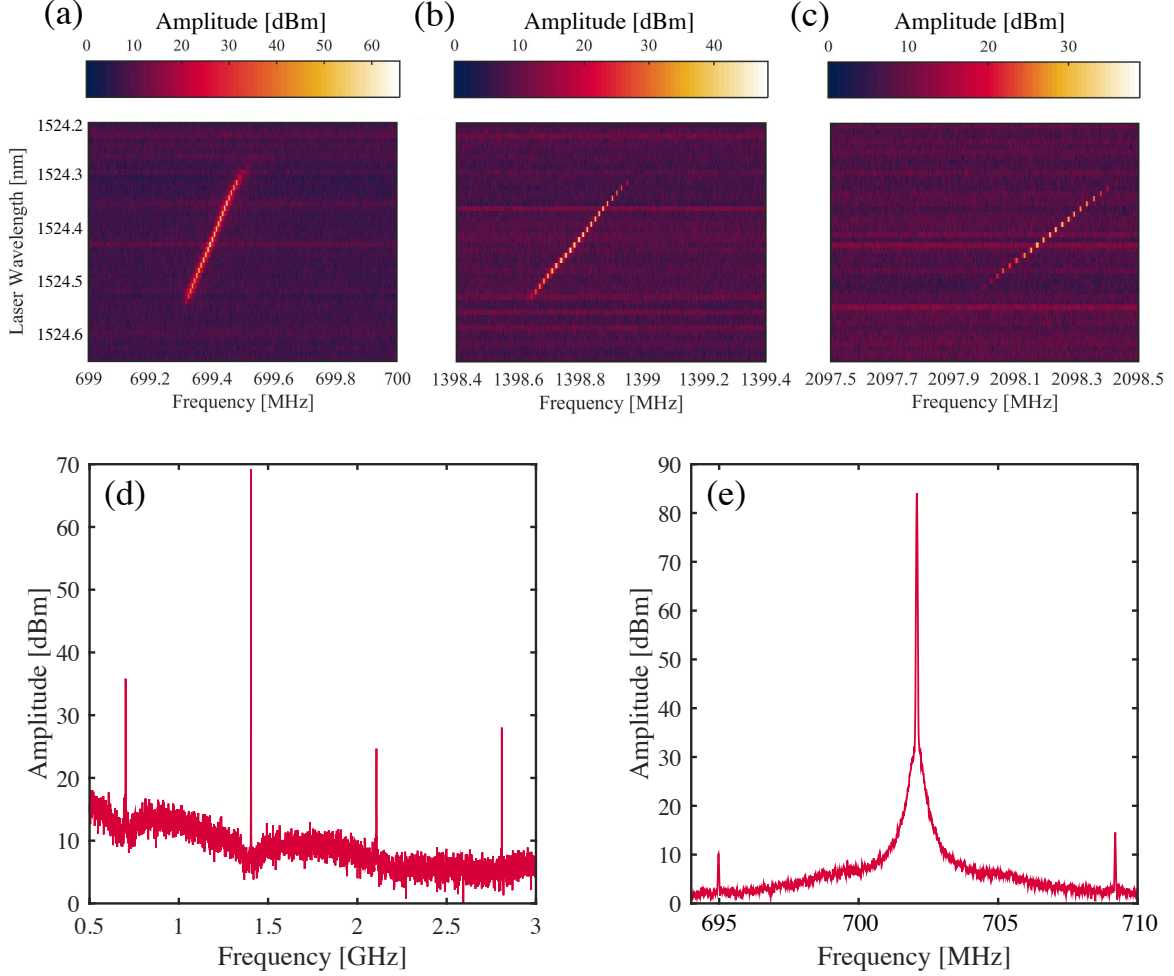 (a)
Amplitude [dBm]
0 10 20 30 40 50 60
(b)
Amplitude [dBm]
0 10 20 30 40
(c)
Amplitude [dBm]
0 10 20 30
Laser Wavelength [nm]
1524.2
1524.3
1524.4
1524.5
1524.6
699 699.2 699.4 699.6 699.8 700
Frequency [MHz]
1398.4 1398.6 1398.8 1399 1399.2 1399.4
Frequency [MHz]
2097.5 2097.7 2097.9 2098.1 2098.3 2098.5
Frequency [MHz]
(d)
Amplitude [dBm]
70
60
50
40
30
20
10
0
0.5 1 1.5 2 2.5 3
Frequency [GHz]
(e)
Amplitude [dBm]
90
80
70
60
50
40
30
20
10
0
695 700 705 710
Frequency [MHz]